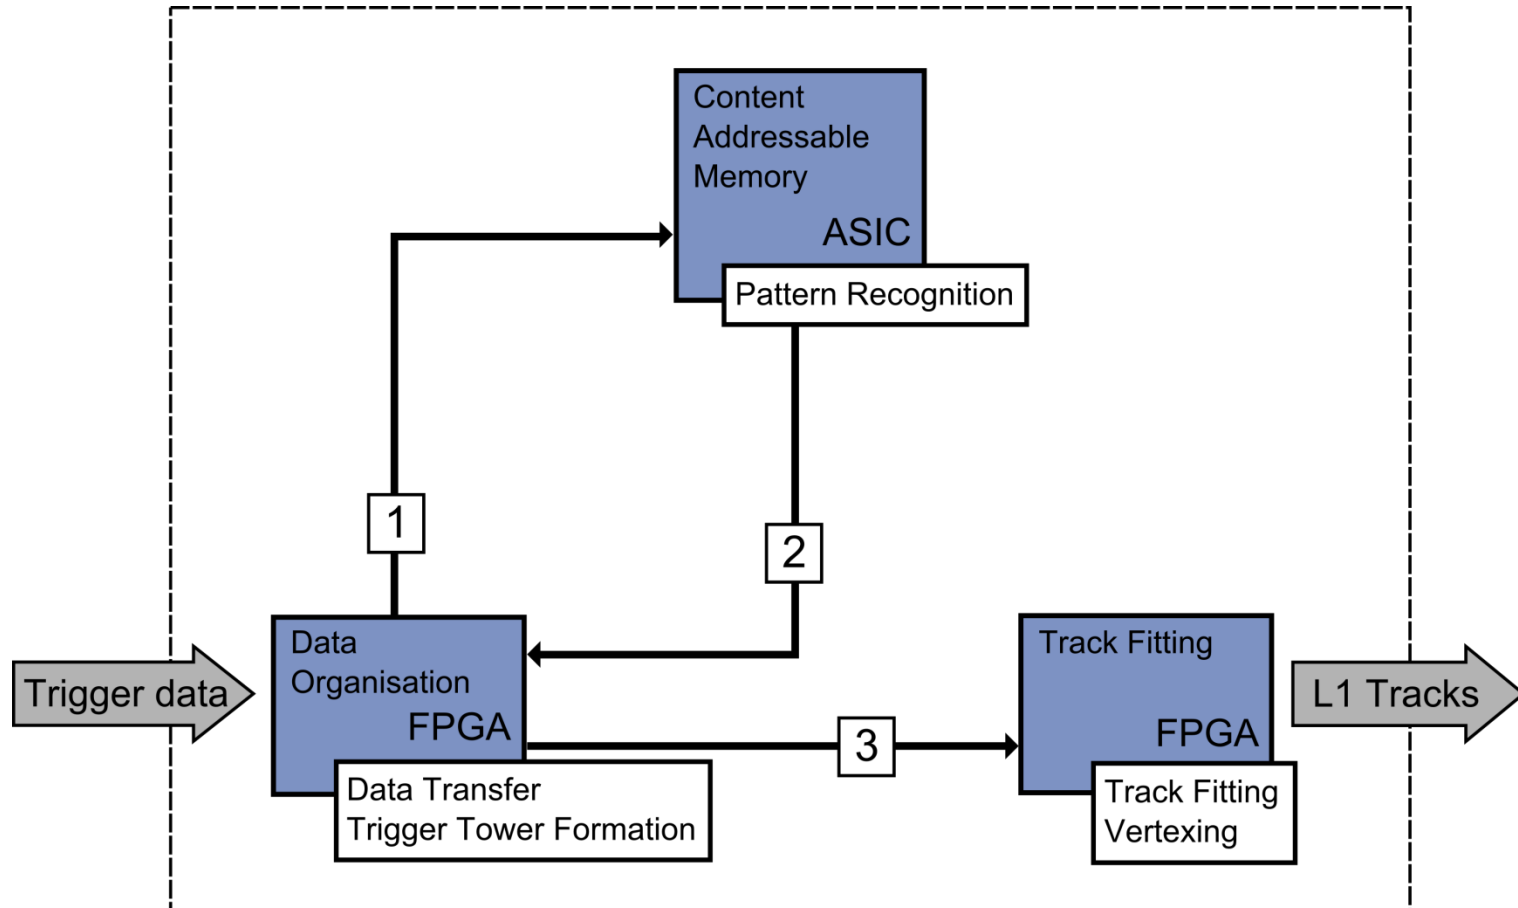 Content
Addressable
Memory
ASIC
Pattern Recognition
1
2
Trigger data
Data
Organisation
FPGA
Data Transfer
Trigger Tower Formation
3
Track Fitting
FPGA
Track Fitting
Vertexing
L1 Tracks